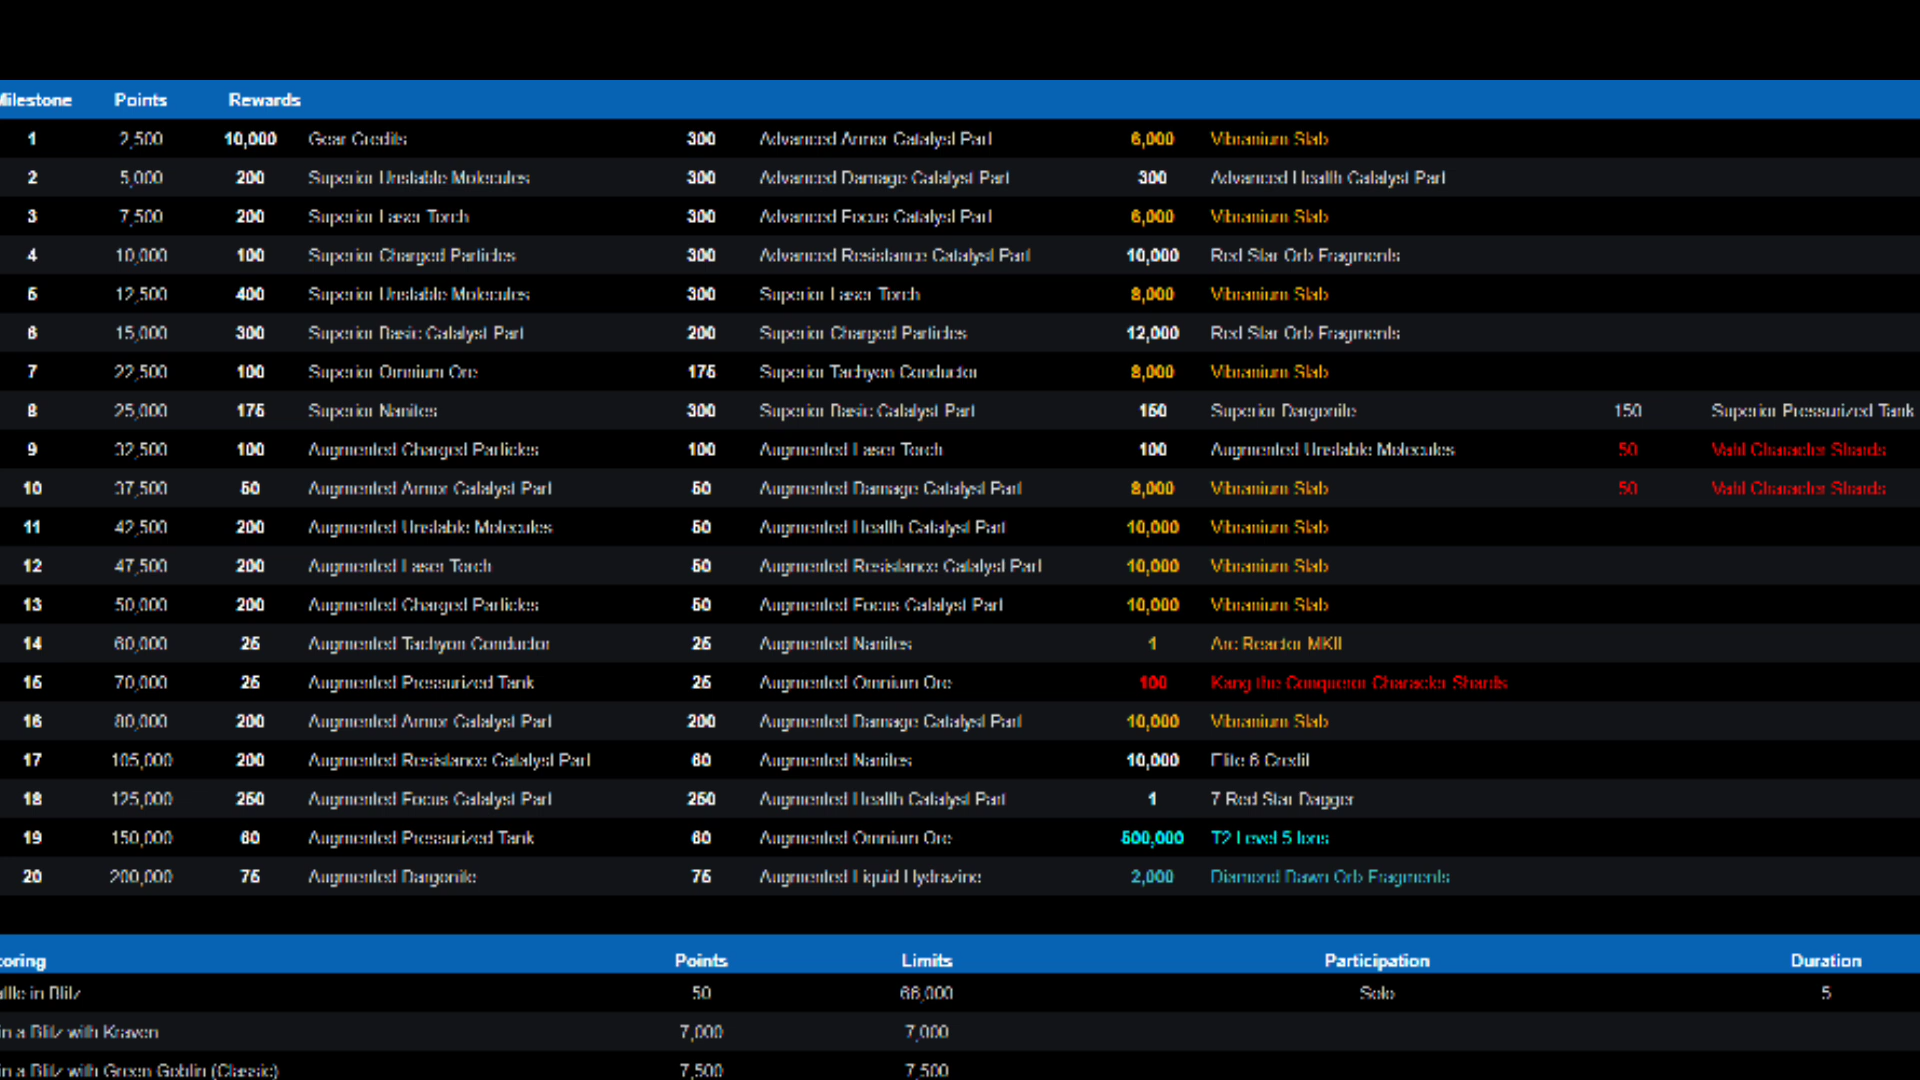 Milestone Points Rewards
1 2,500 10,000 Gear Credits 300 Advanced Armor Catalyst Part 6,000 Vibranium Slab
2 5,000 200 Superior Unstable Molecules 300 Advanced Damage Catalyst Part 300 Advanced Health Catalyst Part
3 7,500 200 Superior Laser Torch 300 Advanced Focus Catalyst Part 6,000 Vibranium Slab
4 10,000 100 Superior Charged Particles 300 Advanced Resistance Catalyst Part 10,000 Red Star Orb Fragments
5 12,500 400 Superior Unstable Molecules 300 Superior Laser Torch 8,000 Vibranium Slab
6 15,000 300 Superior Basic Catalyst Part 200 Superior Charged Particles 12,000 Red Star Orb Fragments
7 22,500 100 Superior Omnium Ore 175 Superior Tachyon Conductor 8,000 Vibranium Slab
8 25,000 175 Superior Nanites 300 Superior Basic Catalyst Part 150 Superior Dargonite 150 Superior Pressurized Tank
9 32,500 100 Augmented Charged Particles 100 Augmented Laser Torch 100 Augmented Unstable Molecules 50 Vahl Character Shards
10 37,500 50 Augmented Armor Catalyst Part 50 Augmented Damage Catalyst Part 8,000 Vibranium Slab 50 Vahl Character Shards
11 42,500 200 Augmented Unstable Molecules 50 Augmented Health Catalyst Part 10,000 Vibranium Slab
12 47,500 200 Augmented Laser Torch 50 Augmented Resistance Catalyst Part 10,000 Vibranium Slab
13 50,000 200 Augmented Charged Particles 50 Augmented Focus Catalyst Part 10,000 Vibranium Slab
14 60,000 25 Augmented Tachyon Conductor 25 Augmented Nanites 1 Arc Reactor MKII
15 70,000 25 Augmented Pressurized Tank 25 Augmented Omnium Ore 100 Kang the Conqueror Character Shards
16 80,000 200 Augmented Armor Catalyst Part 200 Augmented Damage Catalyst Part 10,000 Vibranium Slab
17 105,000 200 Augmented Resistance Catalyst Part 60 Augmented Nanites 10,000 Elite 6 Credit
18 125,000 250 Augmented Focus Catalyst Part 250 Augmented Health Catalyst Part 1 7 Red Star Dagger
19 150,000 60 Augmented Pressurized Tank 60 Augmented Omnium Ore 500,000 T2 Level 5 Ions
20 200,000 75 Augmented Dargonite 75 Augmented Liquid Hydrazine 2,000 Diamond Dawn Orb Fragments
coring Points Limits Participation Duration
attle in Blitz 50 66,000 Solo 5
in a Blitz with Kraven 7,000 7,000
in a Blitz with Green Goblin (Classic) 7,500 7,500